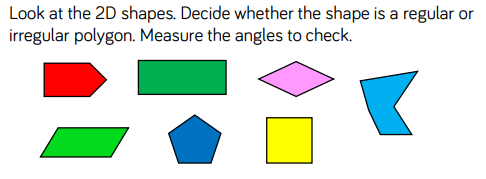 Look at the 2D shapes. Decide whether the shape is a regular or
irregular polygon. Measure the angles to check.